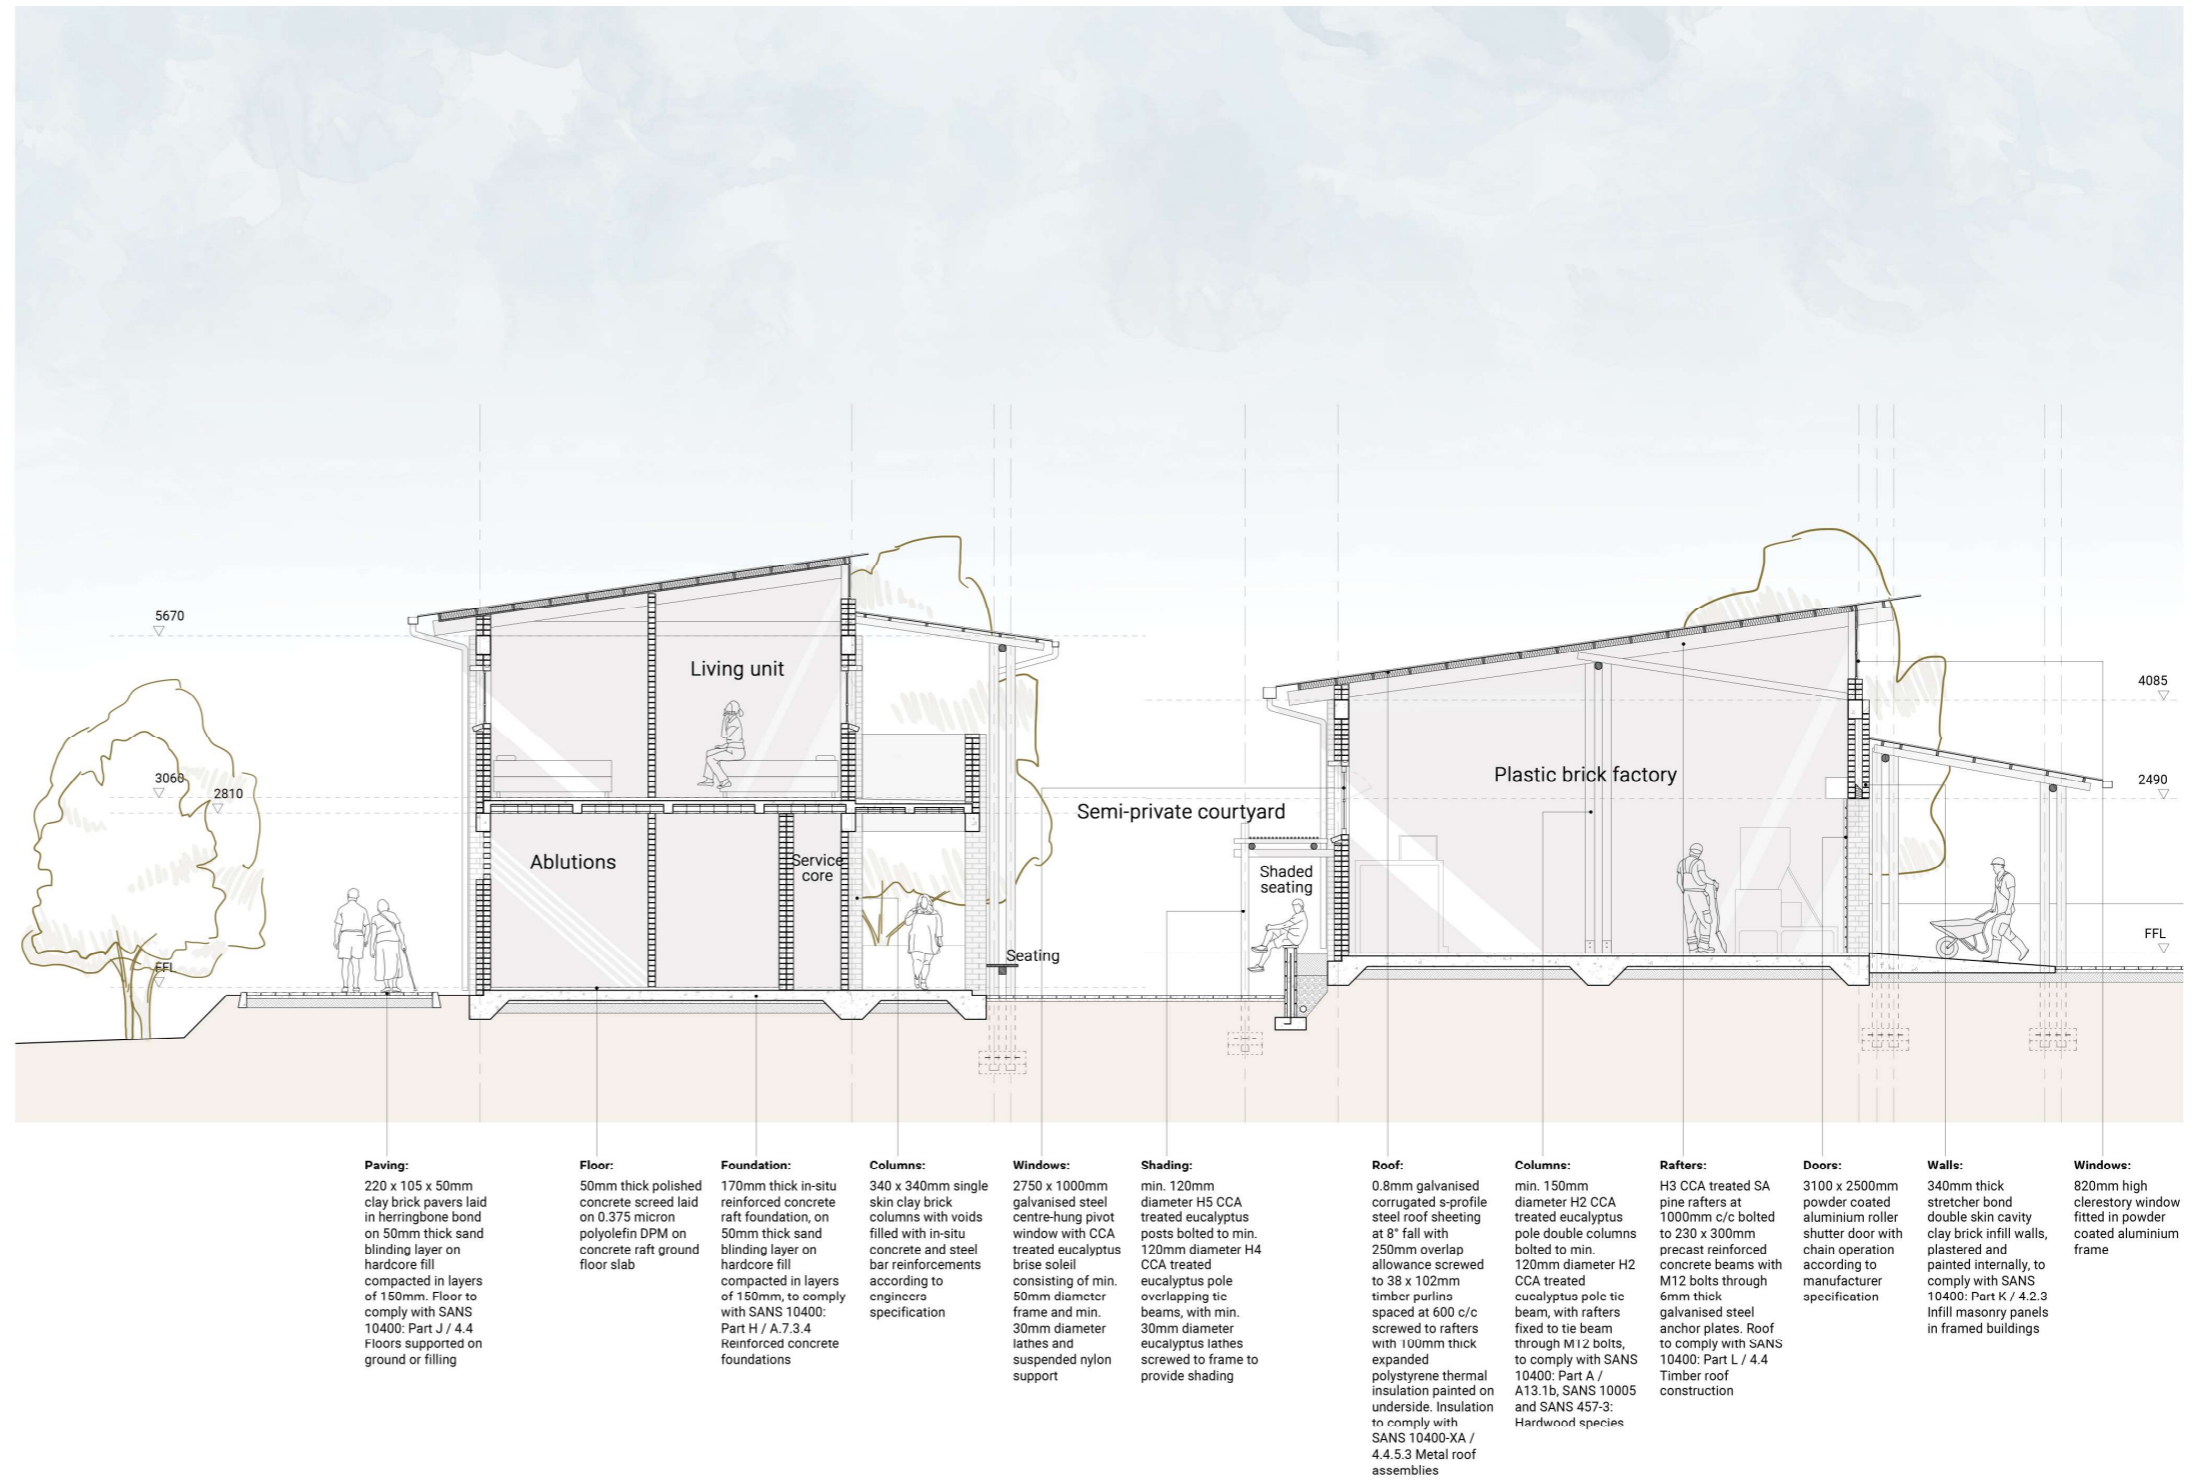 5670
3060
2810
FFL
Living unit
Ablutions
Service
core
Seating
Semi-private courtyard
Shaded
seating
Plastic brick factory
4085
2490
FFL
Paving:
220 x 105 x 50mm
clay brick pavers laid
in herringbone bond
on 50mm thick sand
blinding layer on
hardcore fill
compacted in layers
of 150mm. Floor to
comply with SANS
10400: Part J / 4.4
Floors supported on
ground or filling
Floor:
50mm thick polished
concrete screed laid
on 0.375 micron
polyolefin DPM on
concrete raft ground
floor slab
Foundation:
170mm thick in-situ
reinforced concrete
raft foundation, on
50mm thick sand
blinding layer on
hardcore fill
compacted in layers
of 150mm, to comply
with SANS 10400:
Part H / A.7.3.4
Reinforced concrete
foundations
Columns:
340 x 340mm single
skin clay brick
columns with voids
filled with in-situ
concrete and steel
bar reinforcements
according to
engineers
specification
Windows:
2750 x 1000mm
galvanised steel
centre-hung pivot
window with CCA
treated eucalyptus
brise soleil
consisting of min.
50mm diameter
frame and min.
30mm diameter
lathes and
suspended nylon
support
Shading:
min. 120mm
diameter H5 CCA
treated eucalyptus
posts bolted to min.
120mm diameter H4
CCA treated
eucalyptus pole
overlapping tie
beams, with min.
30mm diameter
eucalyptus lathes
screwed to frame to
provide shading
Roof:
0.8mm galvanised
corrugated s-profile
steel roof sheeting
at 8° fall with
250mm overlap
allowance screwed
to 38 x 102mm
timber purlins
spaced at 600 c/c
screwed to rafters
with 100mm thick
expanded
polystyrene thermal
insulation painted on
underside. Insulation
to comply with
SANS 10400-XA /
4.4.5.3 Metal roof
assemblies
Columns:
min. 150mm
diameter H2 CCA
treated eucalyptus
pole double columns
bolted to min.
120mm diameter H2
CCA treated
eucalyptus pole tie
beam, with rafters
fixed to tie beam
through M12 bolts,
to comply with SANS
10400: Part A /
A13.1b, SANS 10005
and SANS 457-3:
Hardwood species
Rafters:
H3 CCA treated SA
pine rafters at
1000mm c/c bolted
to 230 x 300mm
precast reinforced
concrete beams with
M12 bolts through
6mm thick
galvanised steel
anchor plates. Roof
to comply with SANS
10400: Part L / 4.4
Timber roof
construction
Doors:
3100 x 2500mm
powder coated
aluminium roller
shutter door with
chain operation
according to
manufacturer
specification
Walls:
340mm thick
stretcher bond
double skin cavity
clay brick infill walls,
plastered and
painted internally, to
comply with SANS
10400: Part K / 4.2.3
Infill masonry panels
in framed buildings
Windows:
820mm high
clerestory window
fitted in powder
coated aluminium
frame